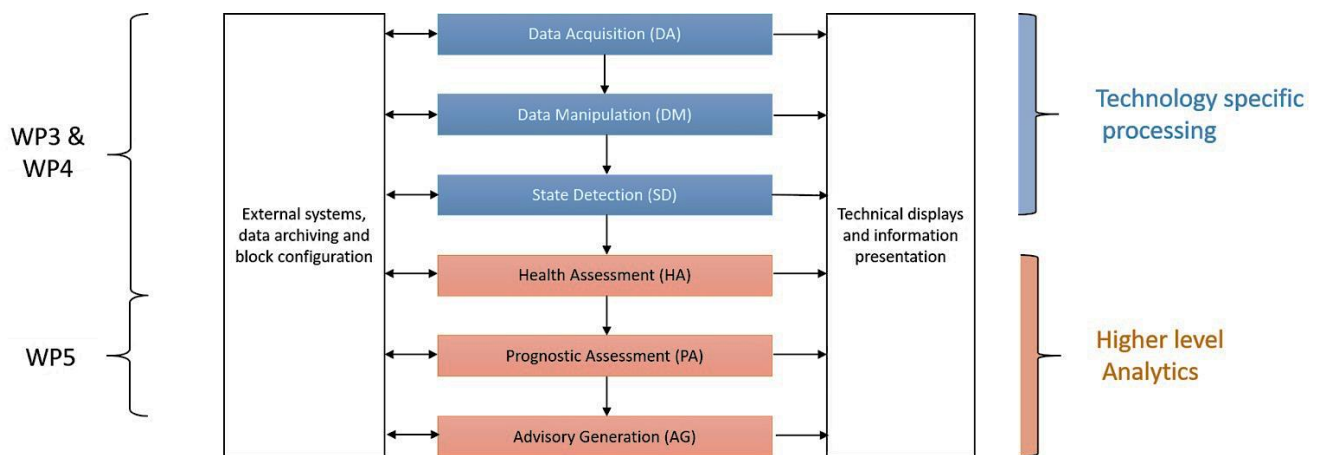 WP3 &
WP4
WP5
External systems,
data archiving and
block configuration
Data Acquisition (DA)
Data Manipulation (DM)
State Detection (SD)
Health Assessment (HA)
Prognostic Assessment (PA)
Advisory Generation (AG)
Technical displays
and information
presentation
Technology specific
processing
Higher level
Analytics